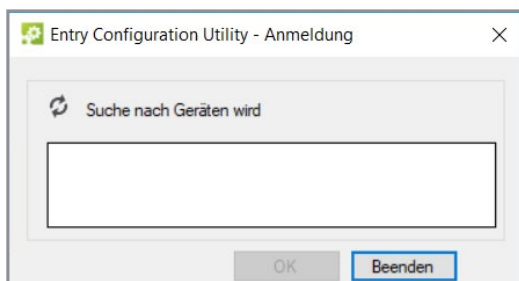 Entry Configuration Utility - Anmeldung
Suche nach Geräten wird
OK
Beenden